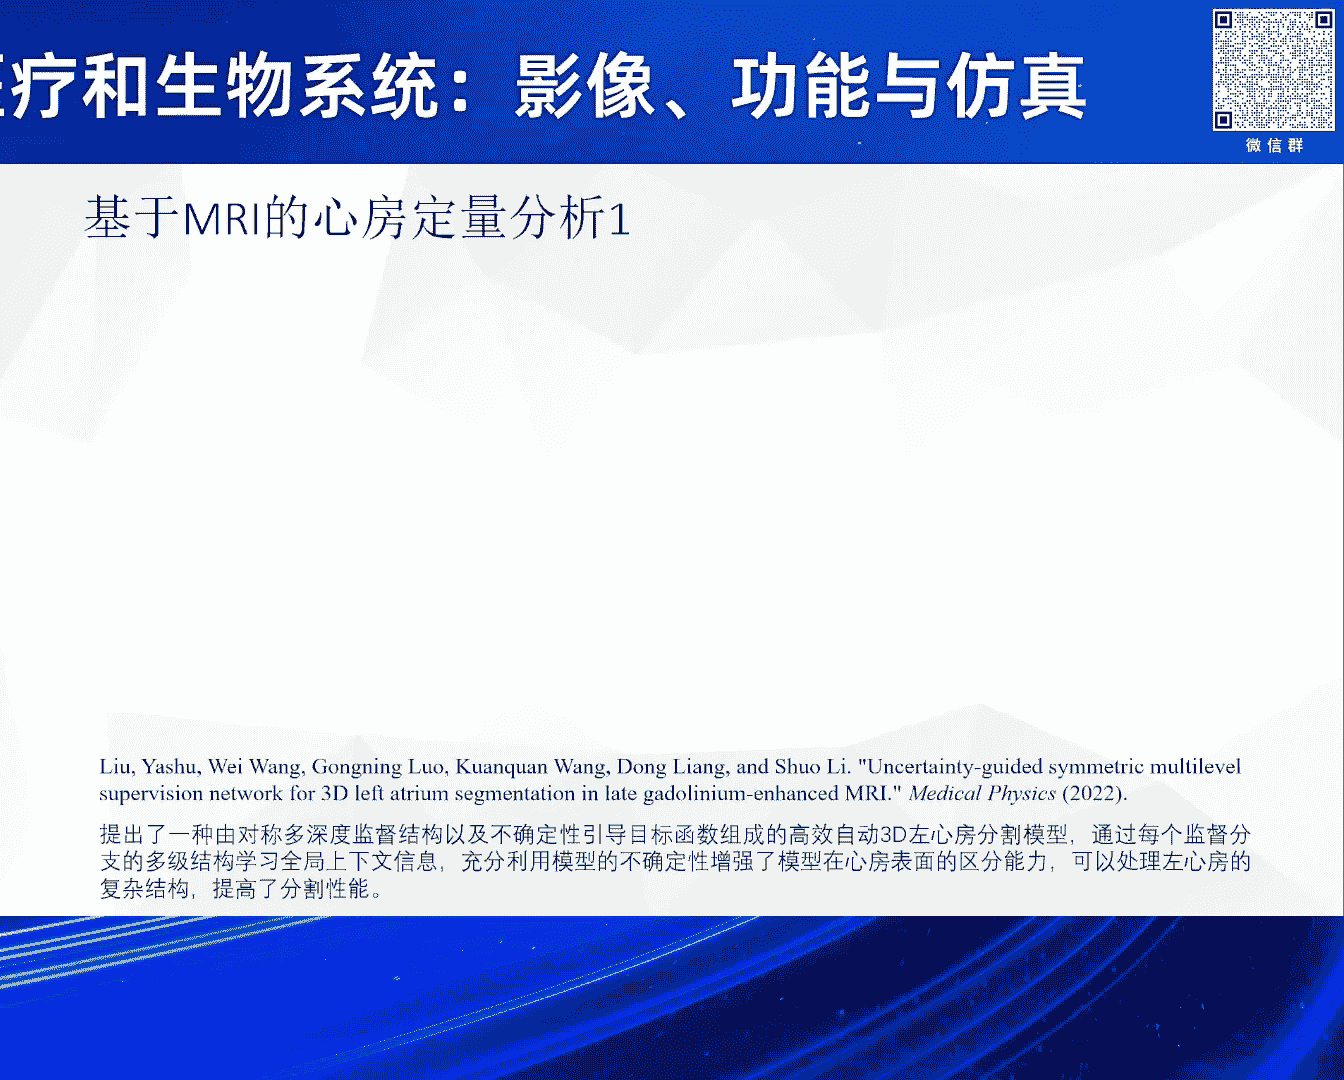 疗和生物系统：影像、功能与仿真
微信群
基于MRI的心房定量分析1
Liu, Yashu, Wei Wang, Gongning Luo, Kuanquan Wang, Dong Liang, and Shuo Li. "Uncertainty-guided symmetric multilevel
supervision network for 3D left atrium segmentation in late gadolinium-enhanced MRI." Medical Physics (2022).
提出了一种由对称多深度监督结构以及不确定性引导目标函数组成的高效自动3D左心房分割模型，通过每个监督分
支的多级结构学习全局上下文信息，充分利用模型的不确定性增强了模型在心房表面的区分能力，可以处理左心房的
复杂结构，提高了分割性能。